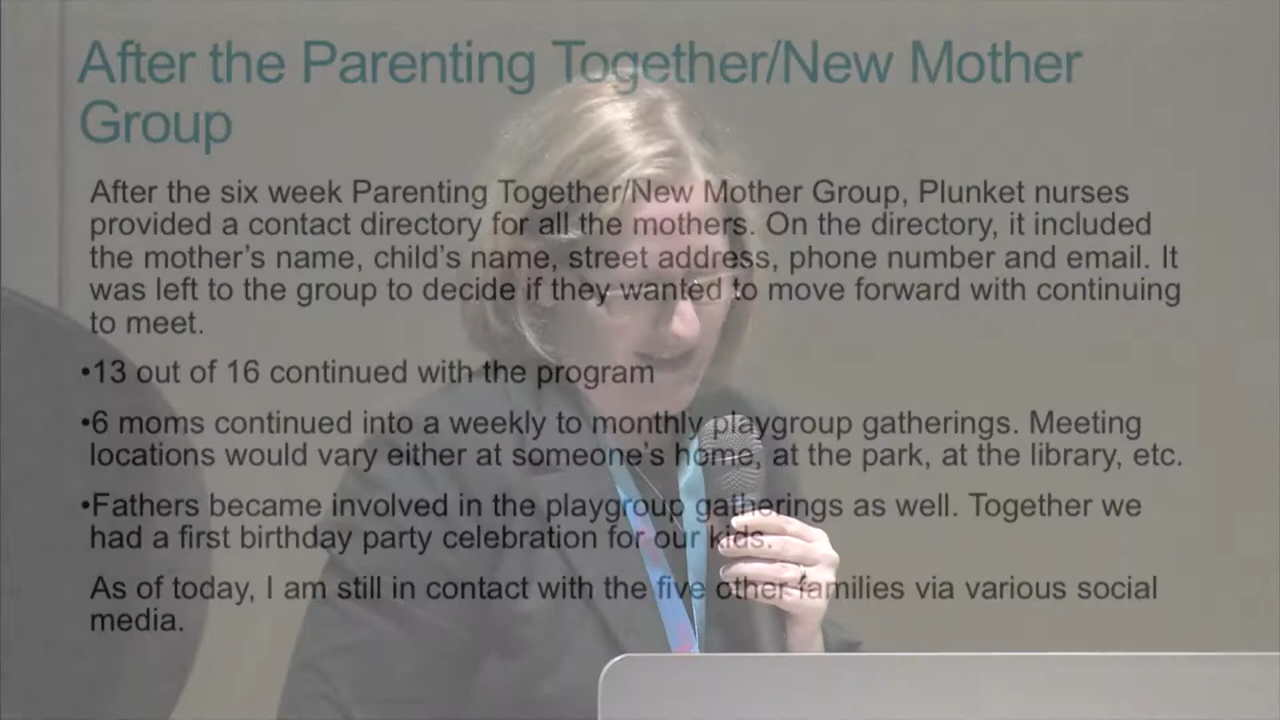 After the Parenting Together/New Mother
Group
After the six week Parenting Together/New Mother Group, Plunket nurses
provided a contact directory for all the mothers. On the directory, it included
the mother's name, child's name, street address, phone number and email. It
was left to the group to decide if they wanted to move forward with continuing
to meet.
•13 out of 16 continued with the program
•6 moms continued into a weekly to monthly playgroup gatherings. Meeting
locations would vary either at someone's home, at the park, at the library, etc.
•Fathers became involved in the playgroup gatherings as well. Together we
had a first birthday party celebration for our kids.
As of today, I am still in contact with the five other families via various social
media.